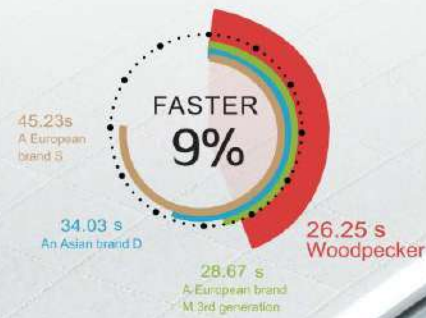 FASTER
9%
45.23s
A European
brand S
34.03 s
An Asian brand D
26.25 s
Woodpecker
28.67 s
A European brand
M 3rd generation